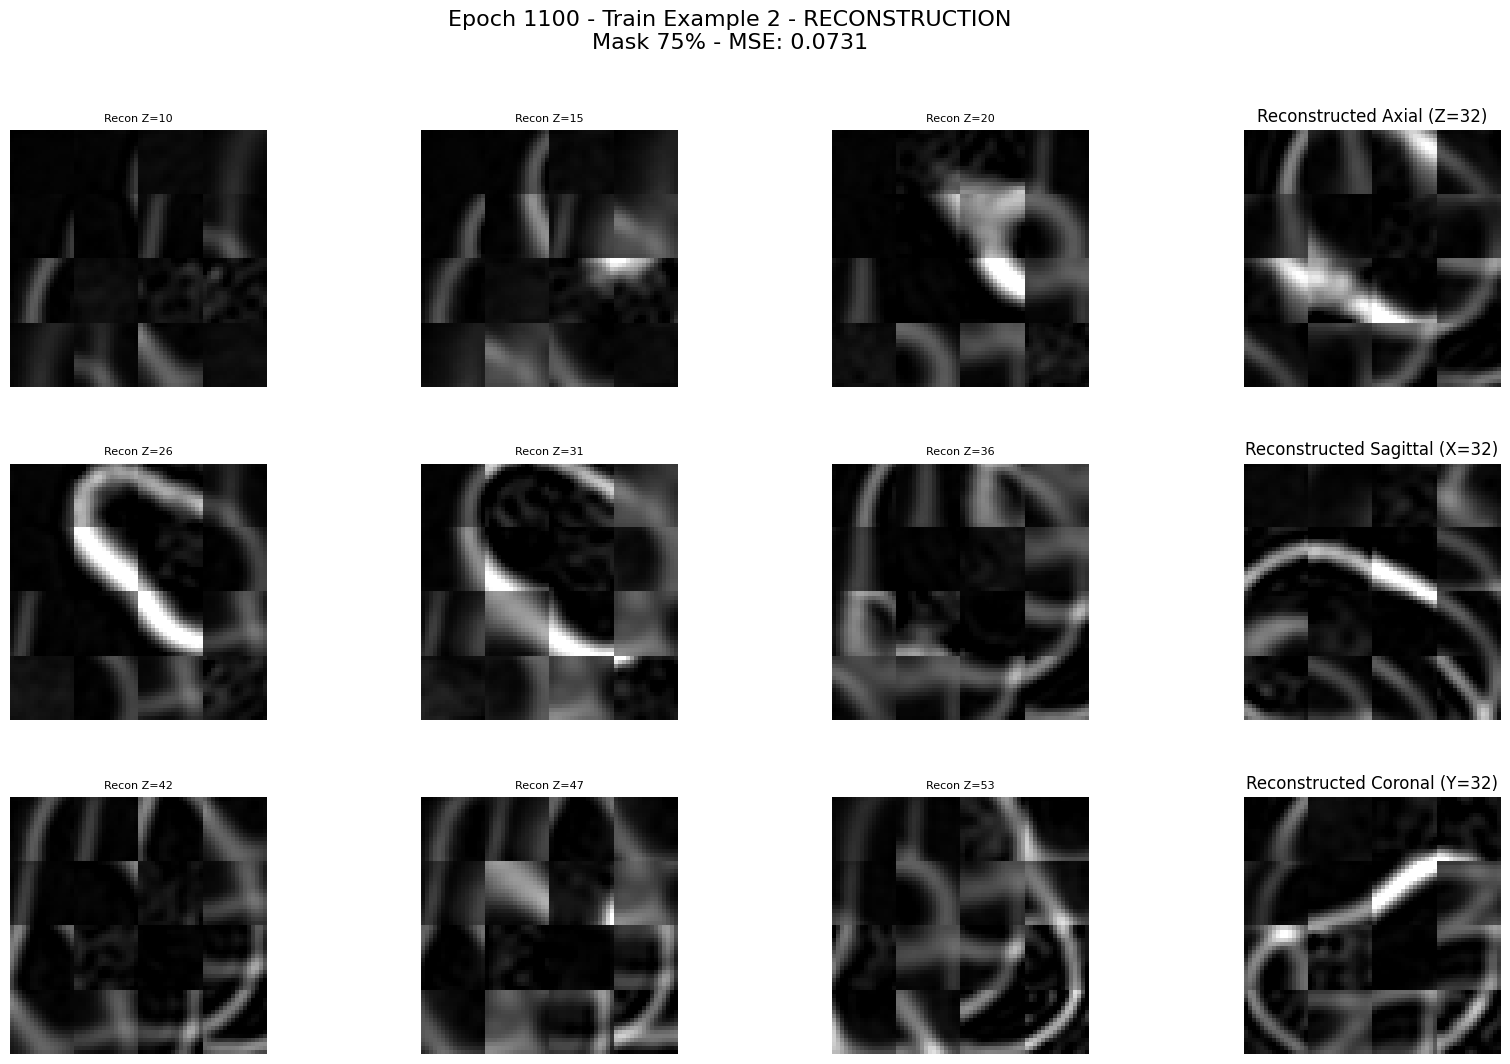 Epoch 1100 - Train Example 2 - RECONSTRUCTION
Mask 75% - MSE: 0.0731
Recon Z=10
Recon Z=15
Recon Z=20
Reconstructed Axial (Z=32)
Recon Z=26
Recon Z=31
Recon Z=36
Reconstructed Sagittal (X=32)
Recon Z=42
Recon Z=47
Recon Z=53
Reconstructed Coronal (Y=32)